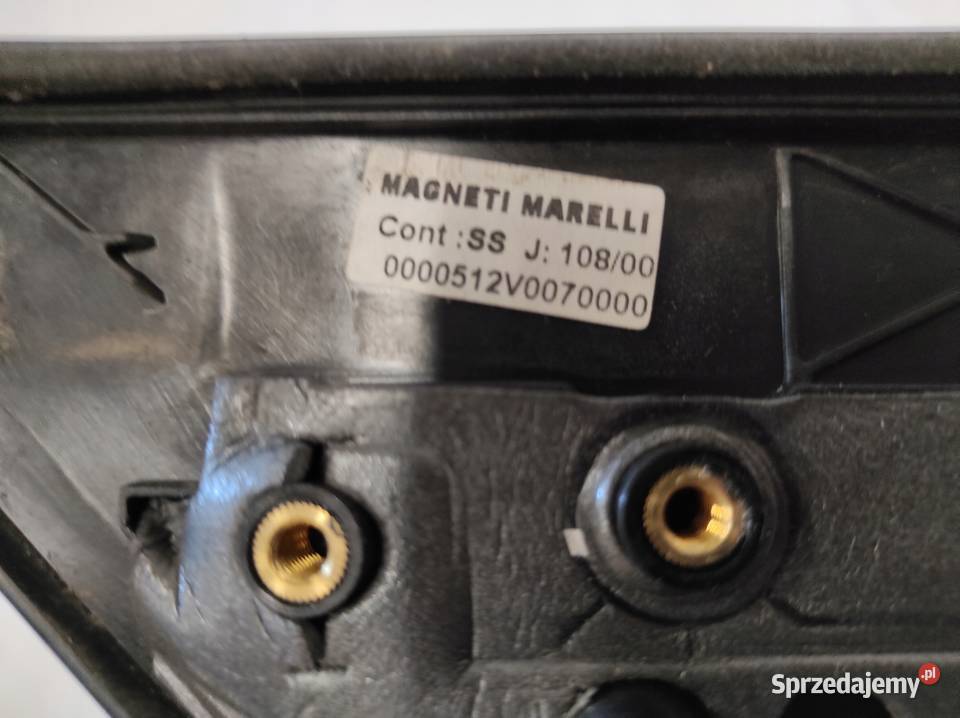 MAGNETI MARELLI
Cont :SS J: 108/00
0000512V0070000
Sprzedajemy.pl